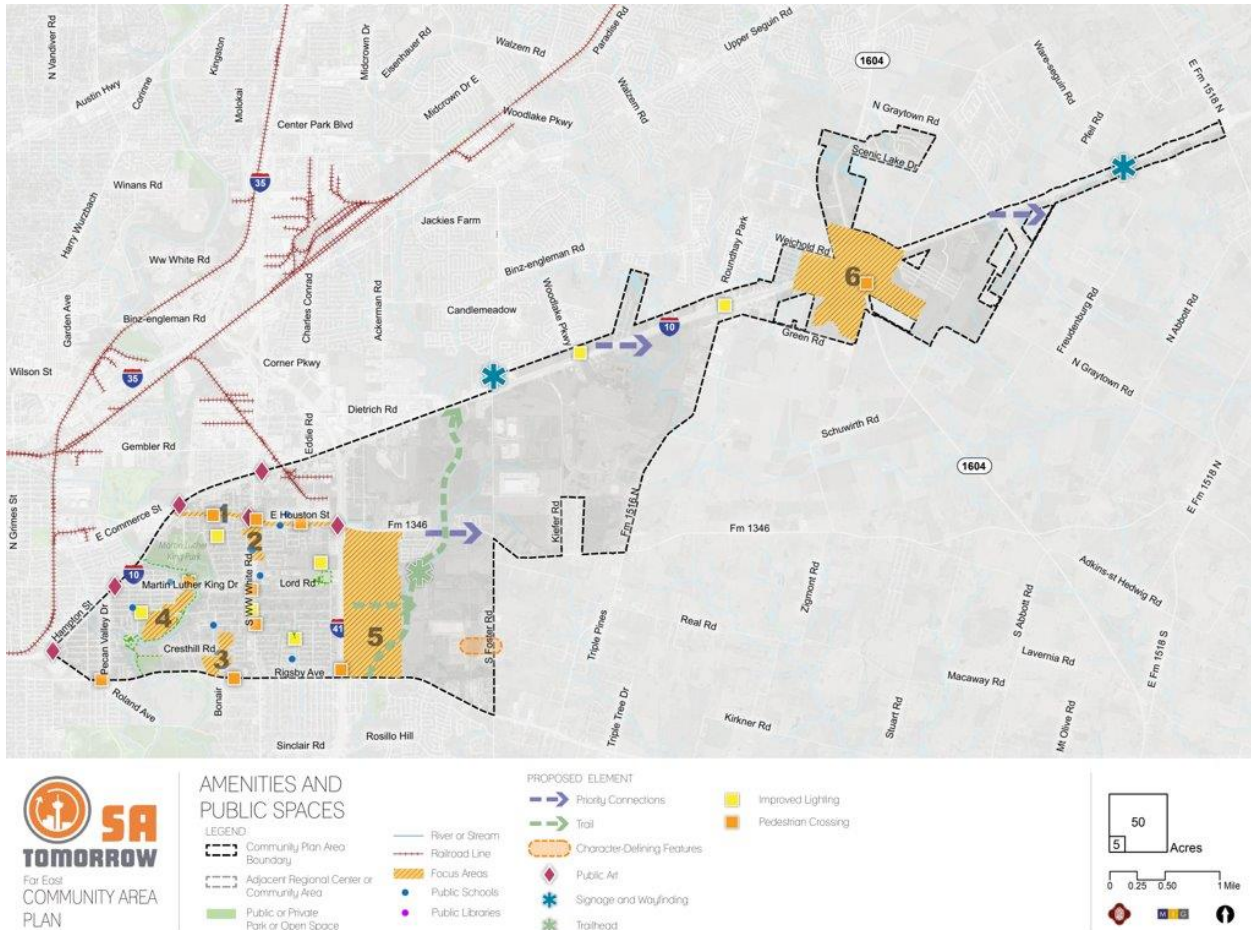 N Vandiver Rd
Austin Hwy
Corinne
Kingston
Molokai
Midcrown Dr
Eisenhauer Rd
Walzem Rd
Paradise Rd
Upper Seguin Rd
1604
Ware-seguin Rd
E Fm 1518 N
Midcrown Dr E
Walzem Rd
Woodlake Pkwy
Center Park Blvd
N Graytown Rd
Pfeil Rd
Scenic Lake Dr
Winans Rd
35
Harry Wurzbach
Jackies Farm
Ww White Rd
Binz-engleman Rd
Roundhay Park
Weichold Rd
6
Garden Ave
Charles Conrad
Ackerman Rd
Candlemeadow
Woodlake Pkwy
10
Green Rd
Freudenburg Rd
N Abbott Rd
Binz-engleman Rd
Corner Pkwy
Wilson St
35
N Graytown Rd
Dietrich Rd
Eddie Rd
Gembler Rd
Schuwirth Rd
1604
N Grimes St
E Commerce St
1
E Houston St
Fm 1346
Kiefer Rd
Fm 1516 N
Fm 1346
E Fm 1518 N
2
Martin Luther
King Park
10
Martin Luther King Dr
S WW White Rd
Lord Rd
Adkins-st Hedwig Rd
Hampton St
Pecan Valley Dr
4
41
5
S Foster Rd
Triple Pines
Real Rd
Zigmont Rd
S Abbott Rd
Cresthill Rd
3
Rigsby Ave
Lavernia Rd
E Fm 1518 S
Macaway Rd
Roland Ave
Bonair
Triple Tree Dr
Kirkner Rd
Stuart Rd
Mt Olive Rd
Sinclair Rd
Rosillo Hill
SA
TOMORROW
Far East
COMMUNITY AREA
PLAN
AMENITIES AND
PUBLIC SPACES
LEGEND
Community Plan Area
Boundary
Adjacent Regional Center or
Community Area
Public or Private
Park or Open Space
River or Stream
Railroad Line
Focus Areas
Public Schools
Public Libraries
PROPOSED ELEMENT
Priority Connections
Trail
Character-Defining Features
Public Art
Signage and Wayfinding
Trailhead
Improved Lighting
Pedestrian Crossing
50
5
Acres
0 0.25 0.50 1 Mile
M I G